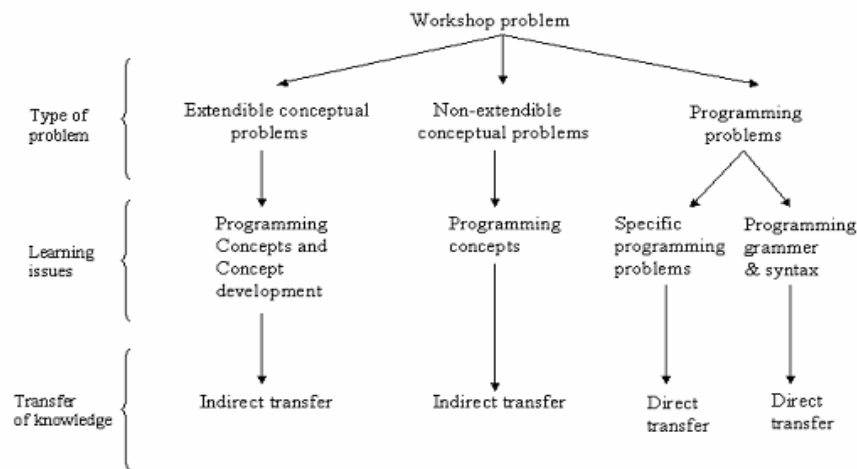 Workshop problem
Type of
problem
Extendible conceptual
problems
Non-extendible
conceptual problems
Programming
problems
Learning
issues
Programming
Concepts and
Concept
development
Programming
concepts
Specific
programming
problems
Programming
grammer
& syntax
Transfer
of knowledge
Indirect transfer
Indirect transfer
Direct
transfer
Direct
transfer